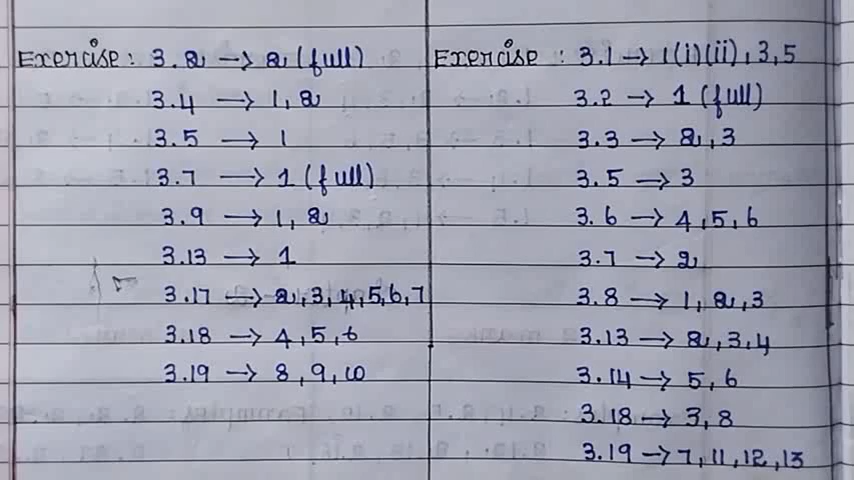 Exercise: 3.2 → 2 (full)
3.4 → 1, 2
3.5 → 1
3.7 → 1 (full)
3.9 → 1, 2
3.13 → 1
3.17 → 2, 3, 4, 5, 6, 7
3.18 → 4, 5, 6
3.19 → 8, 9, 10
Exercise: 3.1 → 1(i)(ii), 3, 5
3.2 → 1 (full)
3.3 → 2, 3
3.5 → 3
3.6 → 4, 5, 6
3.7 → 2
3.8 → 1, 2, 3
3.13 → 2, 3, 4
3.14 → 5, 6
3.18 → 3, 8
3.19 → 7, 11, 12, 13